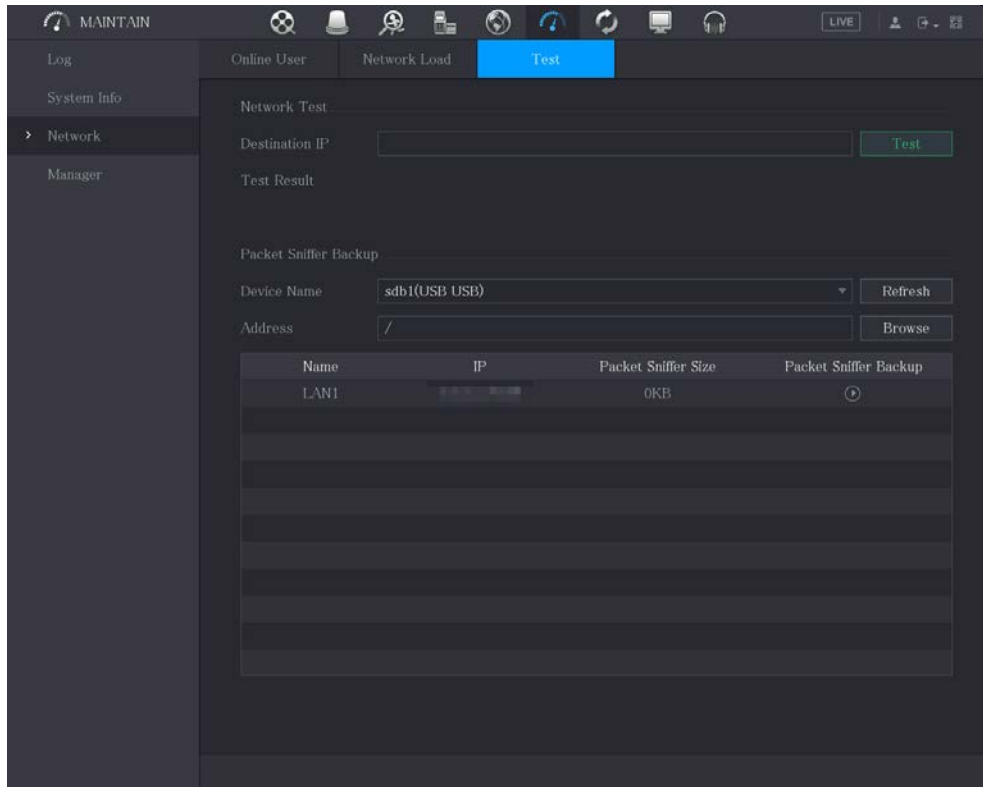 MAINTAIN LIVE
Log Online User Network Load Test
System Info Network Test
Network Destination IP Test
Manager Test Result
Packet Sniffer Backup
Device Name sdb1(USB USB) Refresh
Address / Browse
Name IP Packet Sniffer Size Packet Sniffer Backup
LAN1 0KB